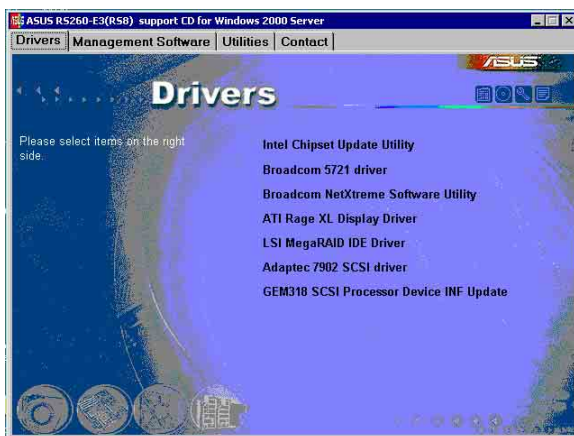 ASUS RS260-E3(RS8) support CD for Windows 2000 Server
Drivers Management Software Utilities Contact
ASUS
Drivers
Please select items on the right
side.
Intel Chipset Update Utility
Broadcom 5721 driver
Broadcom NetXtreme Software Utility
ATI Rage XL Display Driver
LSI MegaRAID IDE Driver
Adaptec 7902 SCSI driver
GEM318 SCSI Processor Device INF Update